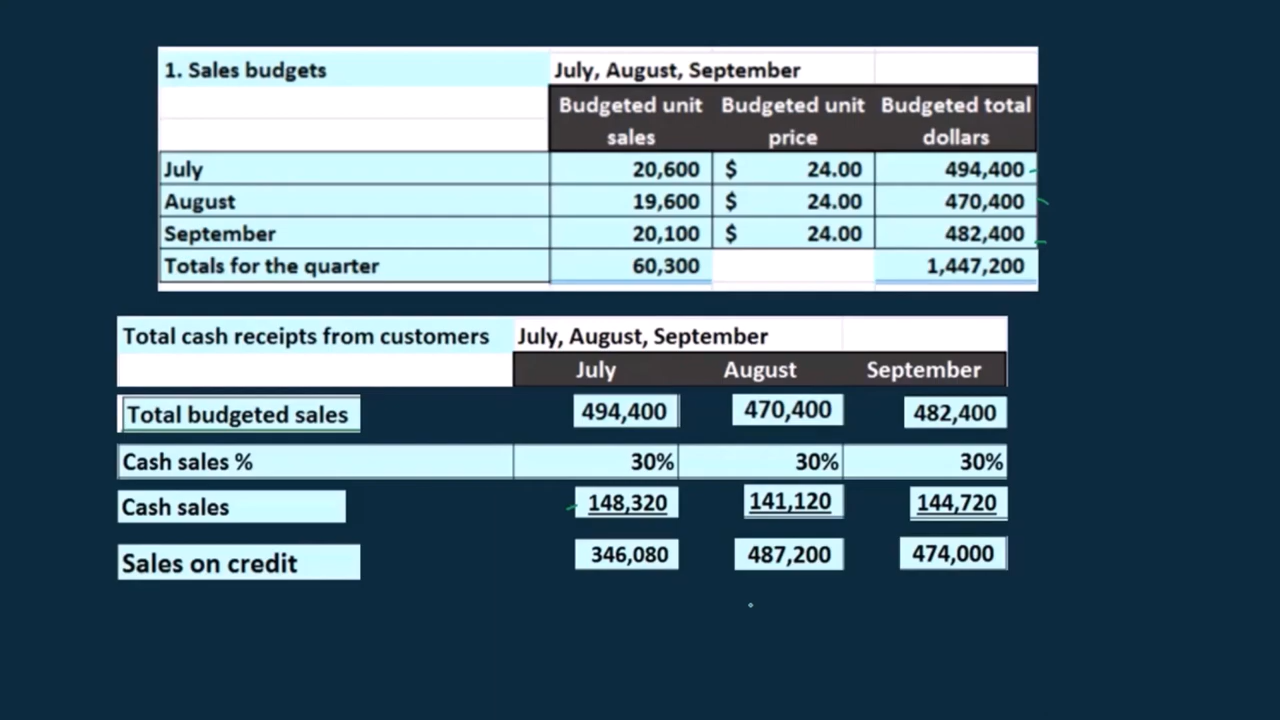 1. Sales budgets July, August, September
Budgeted unit sales Budgeted unit price Budgeted total dollars
July 20,600 $ 24.00 494,400
August 19,600 $ 24.00 470,400
September 20,100 $ 24.00 482,400
Totals for the quarter 60,300 1,447,200
Total cash receipts from customers July, August, September
July August September
Total budgeted sales 494,400 470,400 482,400
Cash sales % 30% 30% 30%
Cash sales 148,320 141,120 144,720
Sales on credit 346,080 487,200 474,000